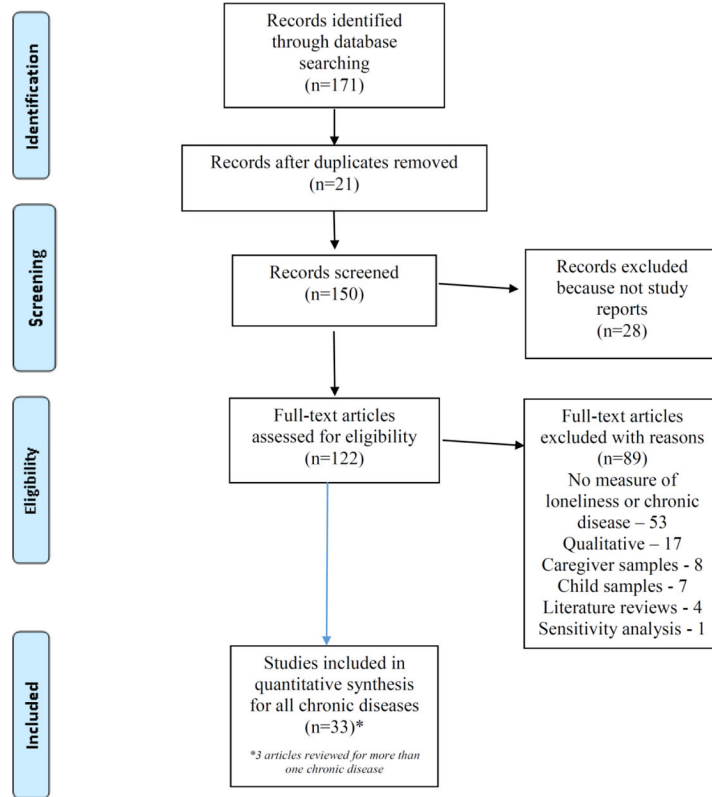 Identification
Records identified
through database
searching
(n=171)
Records after duplicates removed
(n=21)
Screening
Records screened
(n=150)
Records excluded
because not study
reports
(n=28)
Eligibility
Full-text articles
assessed for eligibility
(n=122)
Full-text articles
excluded with reasons
(n=89)
No measure of
loneliness or chronic
disease – 53
Qualitative – 17
Caregiver samples - 8
Child samples - 7
Literature reviews - 4
Sensitivity analysis - 1
Included
Studies included in
quantitative synthesis
for all chronic diseases
(n=33)*
*3 articles reviewed for more than
one chronic disease